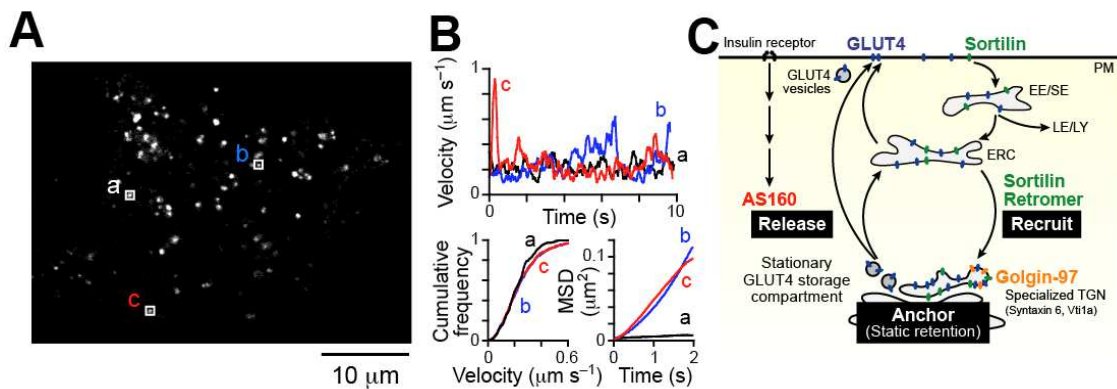 A
a
b
c
10 μm
B
Velocity (μm s⁻¹)
1
0
c
b
a
0
10
Time (s)
Cumulative
frequency
1
0
a
c
b
0
0.6
Velocity (μm s⁻¹)
MSD
(μm²)
0.1
0
b
c
a
0
1
2
Time (s)
C
Insulin receptor
GLUT4
Sortilin
PM
GLUT4
vesicles
EE/SE
LE/LY
ERC
AS160
Release
Sortilin
Retromer
Recruit
Stationary
GLUT4 storage
compartment
Golgin-97
Specialized TGN
(Syntaxin 6, Vti1a)
Anchor
(Static retention)